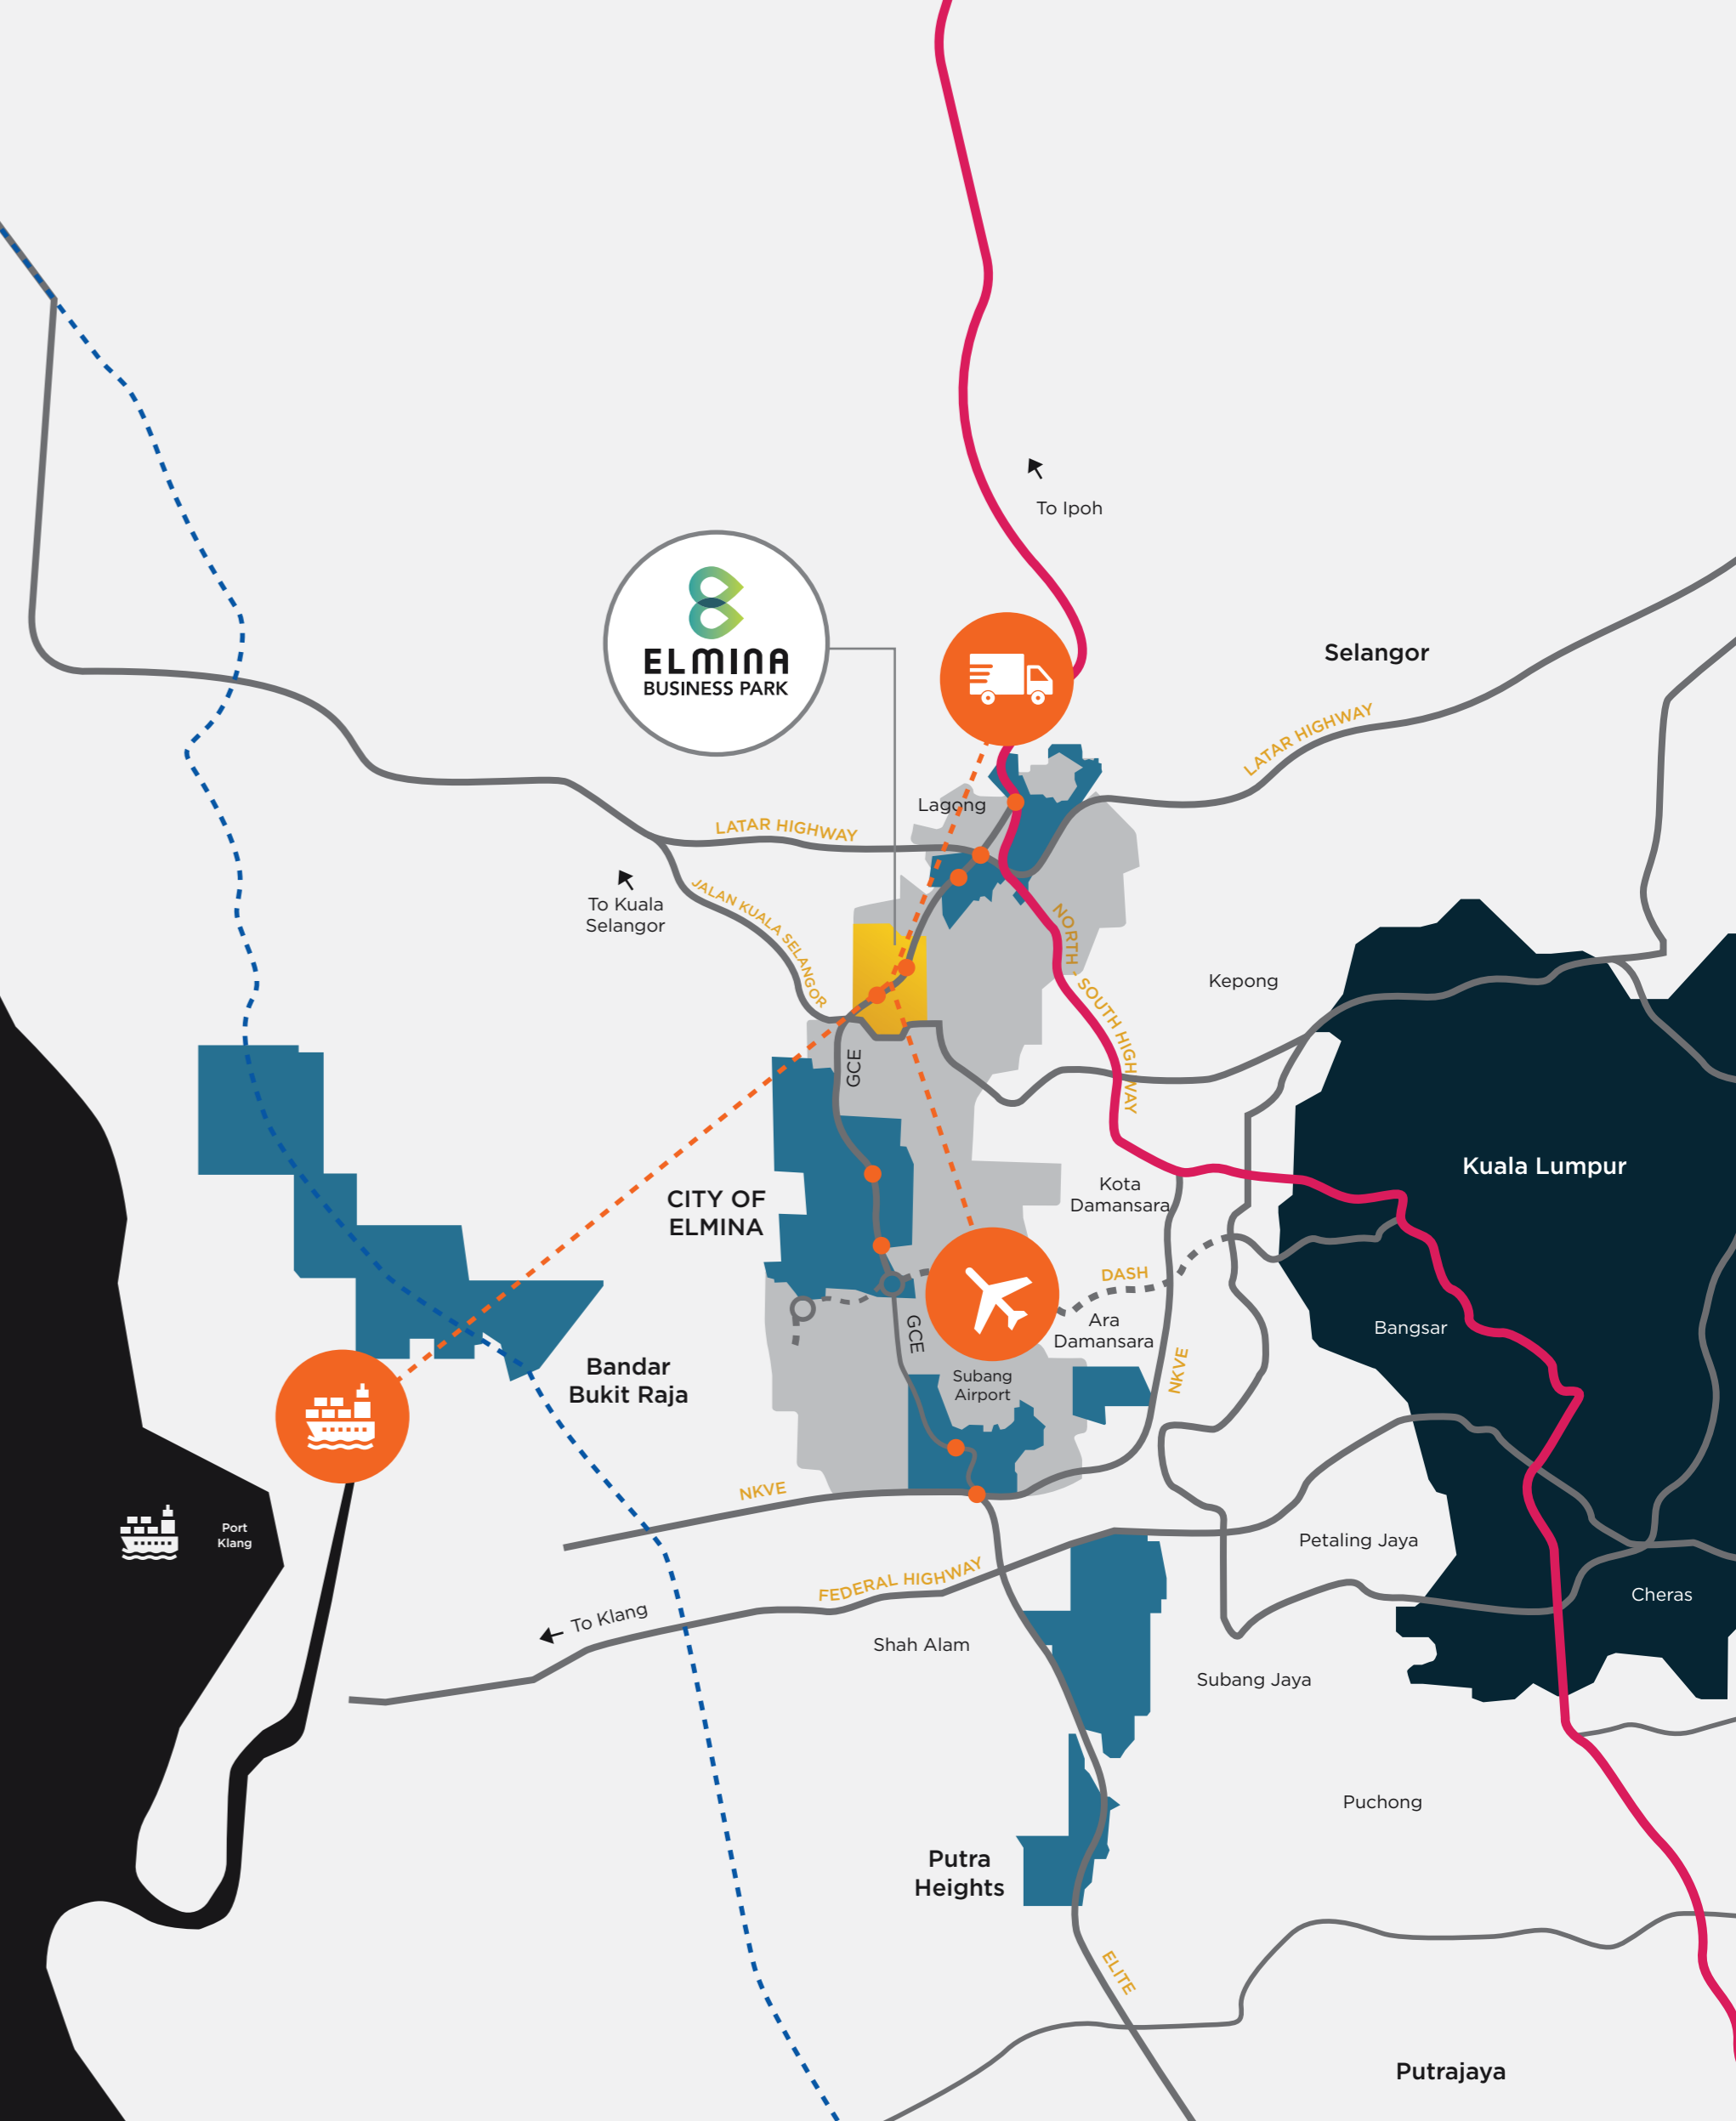 To Ipoh
ELMINA
BUSINESS PARK
Selangor
LATAR HIGHWAY
Lagong
LATAR HIGHWAY
To Kuala
Selangor
JALAN KUALA SELANGOR
NORTH - SOUTH HIGHWAY
Kepong
GCE
Kuala Lumpur
CITY OF
ELMINA
Kota
Damansara
DASH
GCE
Ara
Damansara
Bangsar
Bandar
Bukit Raja
Subang
Airport
NKVE
NKVE
Port
Klang
Petaling Jaya
FEDERAL HIGHWAY
To Klang
Cheras
Shah Alam
Subang Jaya
Puchong
Putra
Heights
ELITE
Putrajaya